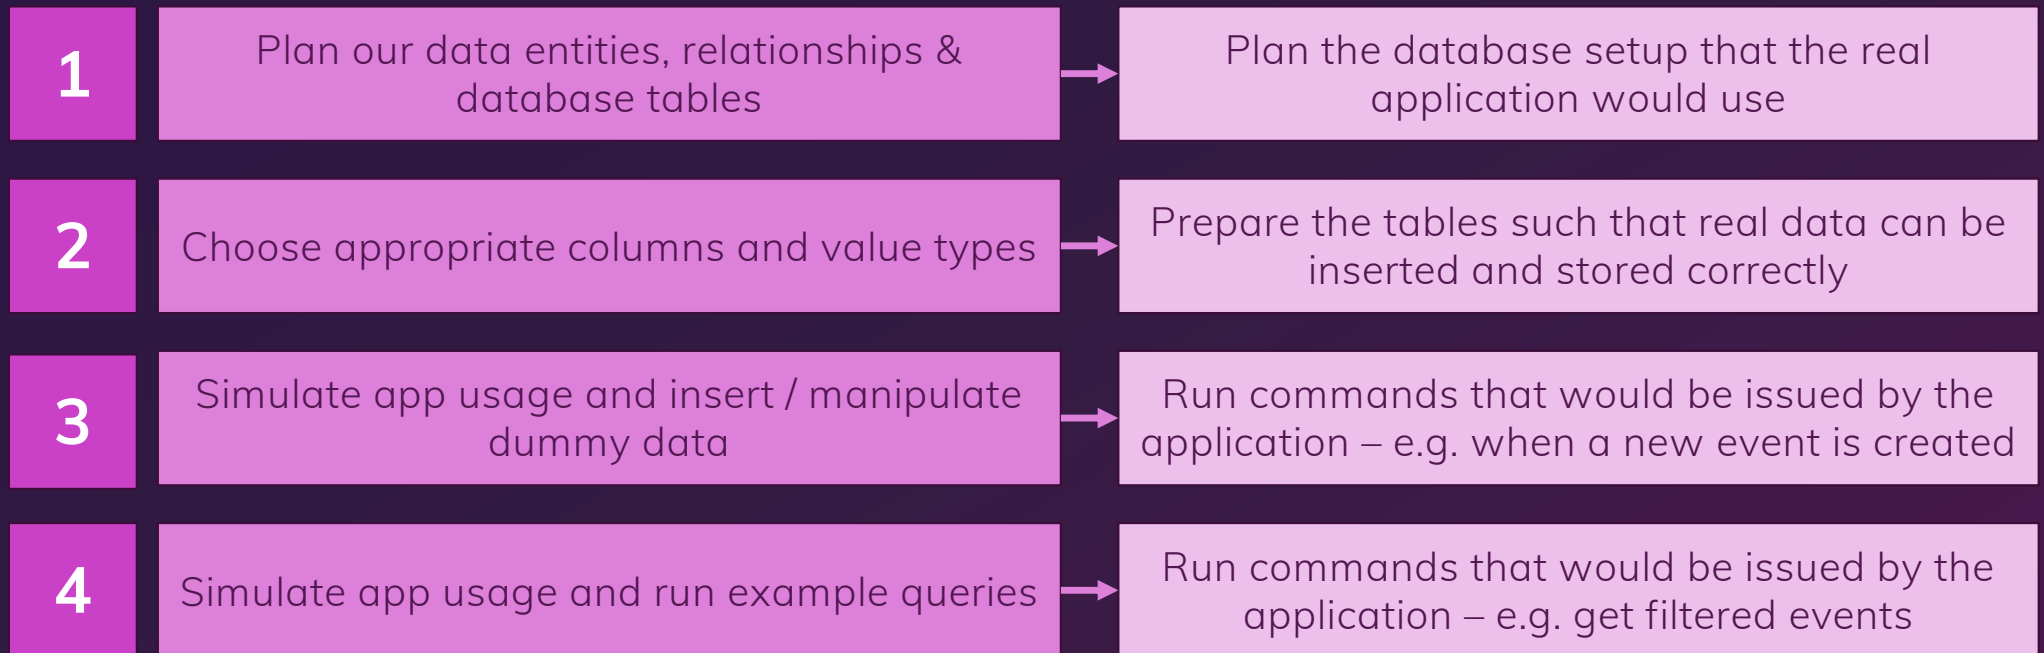 1
Plan our data entities, relationships &
database tables
Plan the database setup that the real
application would use
2
Choose appropriate columns and value types
Prepare the tables such that real data can be
inserted and stored correctly
3
Simulate app usage and insert / manipulate
dummy data
Run commands that would be issued by the
application – e.g. when a new event is created
4
Simulate app usage and run example queries
Run commands that would be issued by the
application – e.g. get filtered events